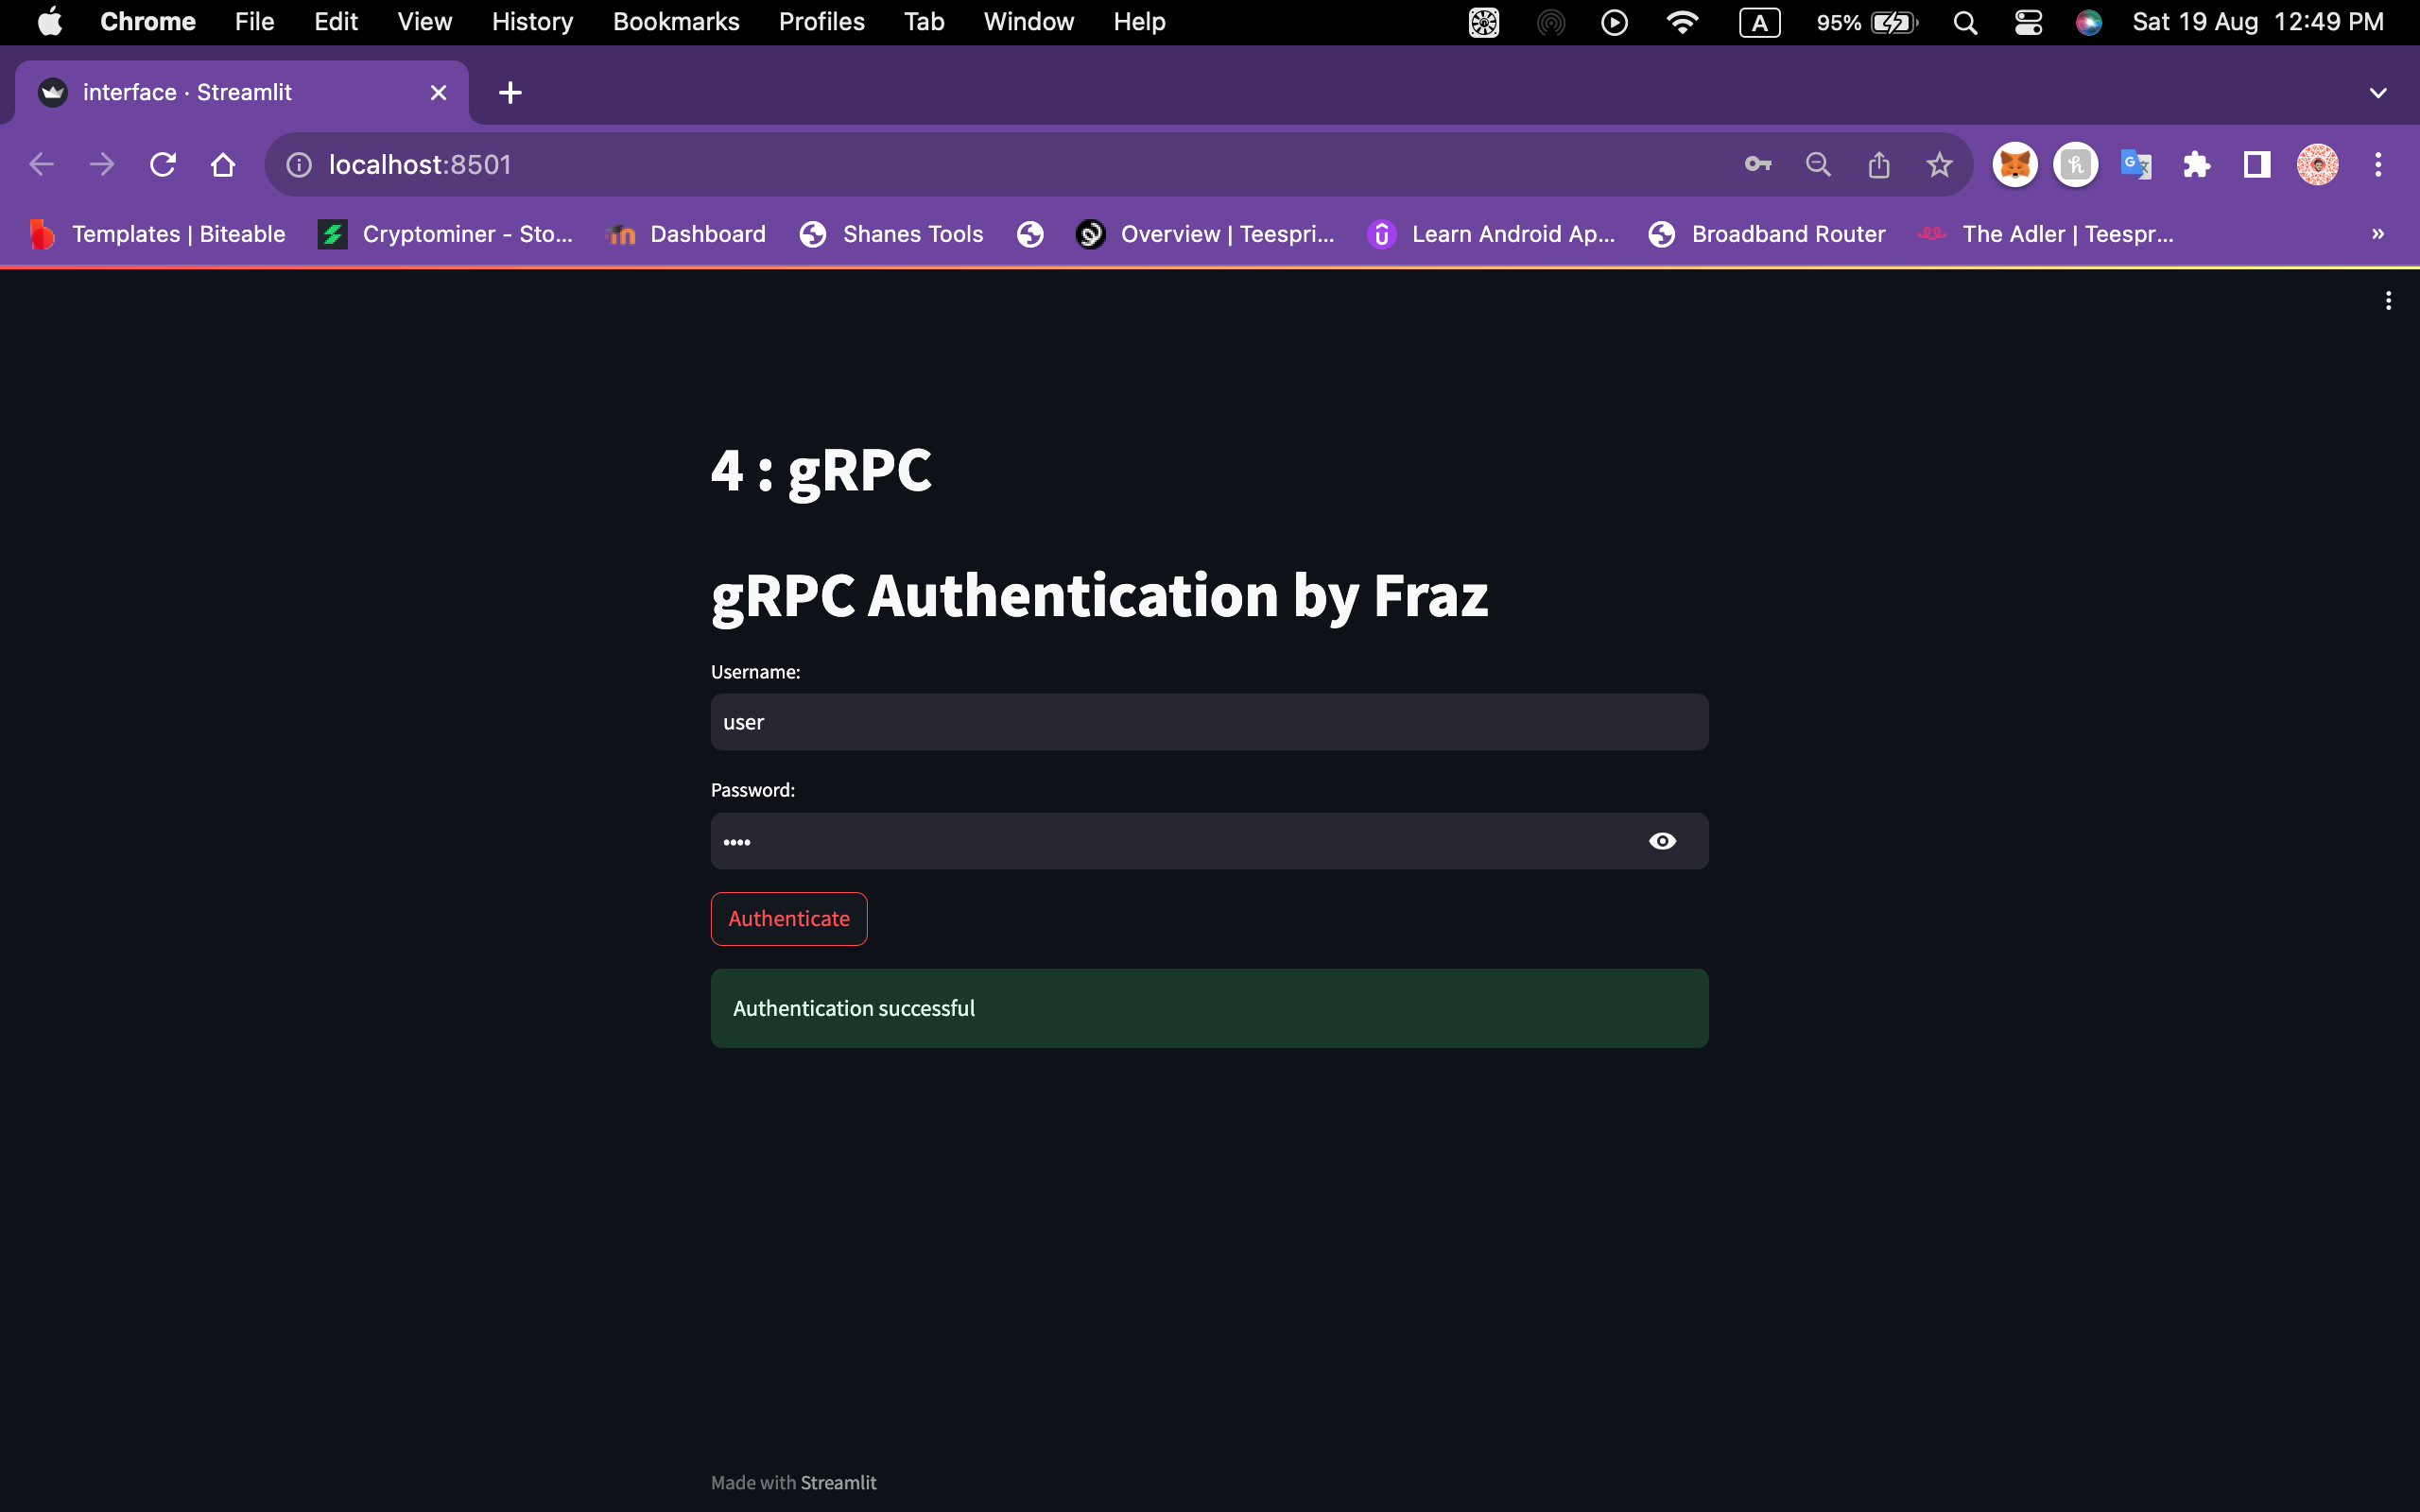 Chrome File Edit View History Bookmarks Profiles Tab Window Help A 95% Sat 19 Aug 12:49 PM
interface · Streamlit
localhost:8501
Templates | Biteable Cryptominer - Sto... Dashboard Shanes Tools Overview | Teespri... Learn Android Ap... Broadband Router The Adler | Teespr... »
4 : gRPC
gRPC Authentication by Fraz
Username:
user
Password:
••••
Authenticate
Authentication successful
Made with Streamlit